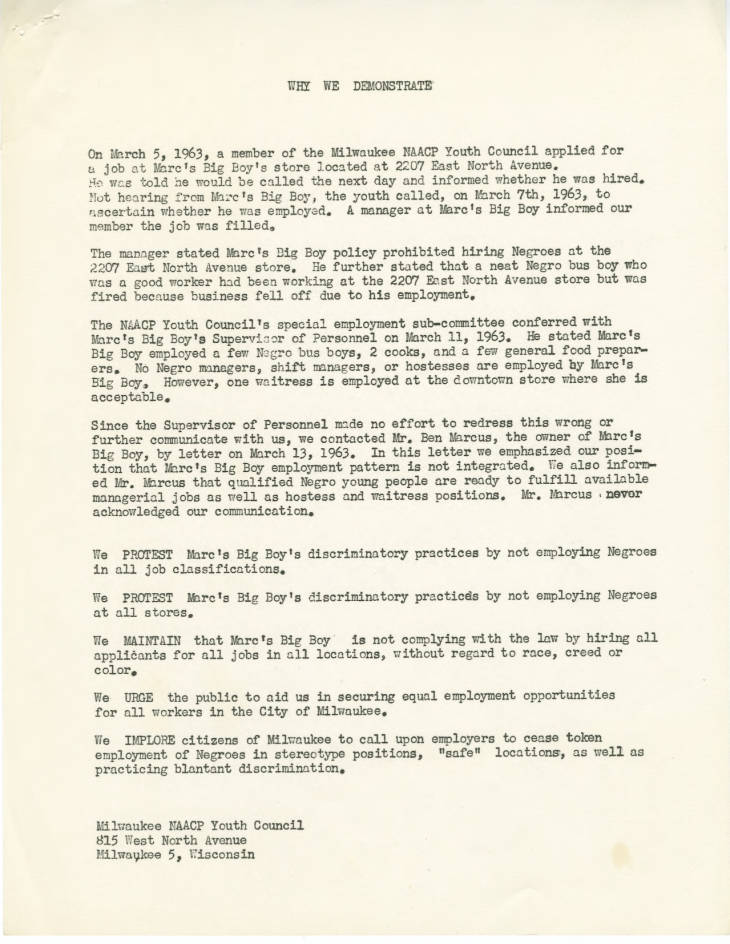 WHY WE DEMONSTRATE
On March 5, 1963, a member of the Milwaukee NAACP Youth Council applied for
a job at Marc's Big Boy's store located at 2207 East North Avenue.
He was told he would be called the next day and informed whether he was hired.
Not hearing from Marc's Big Boy, the youth called, on March 7th, 1963, to
ascertain whether he was employed. A manager at Marc's Big Boy informed our
member the job was filled.
The manager stated Marc's Big Boy policy prohibited hiring Negroes at the
2207 East North Avenue store. He further stated that a neat Negro bus boy who
was a good worker had been working at the 2207 East North Avenue store but was
fired because business fell off due to his employment.
The NAACP Youth Council's special employment sub-committee conferred with
Marc's Big Boy's Supervisor of Personnel on March 11, 1963. He stated Marc's
Big Boy employed a few Negro bus boys, 2 cooks, and a few general food prepar-
ers. No Negro managers, shift managers, or hostesses are employed by Marc's
Big Boy. However, one waitress is employed at the downtown store where she is
acceptable.
Since the Supervisor of Personnel made no effort to redress this wrong or
further communicate with us, we contacted Mr. Ben Marcus, the owner of Marc's
Big Boy, by letter on March 13, 1963. In this letter we emphasized our posi-
tion that Marc's Big Boy employment pattern is not integrated. We also inform-
ed Mr. Marcus that qualified Negro young people are ready to fulfill available
managerial jobs as well as hostess and waitress positions. Mr. Marcus never
acknowledged our communication.
We PROTEST Marc's Big Boy's discriminatory practices by not employing Negroes
in all job classifications.
We PROTEST Marc's Big Boy's discriminatory practices by not employing Negroes
at all stores.
We MAINTAIN that Marc's Big Boy is not complying with the law by hiring all
applicants for all jobs in all locations, without regard to race, creed or
color.
We URGE the public to aid us in securing equal employment opportunities
for all workers in the City of Milwaukee.
We IMPLORE citizens of Milwaukee to call upon employers to cease token
employment of Negroes in stereotype positions, "safe" locations, as well as
practicing blantant discrimination.
Milwaukee NAACP Youth Council
815 West North Avenue
Milwaukee 5, Wisconsin